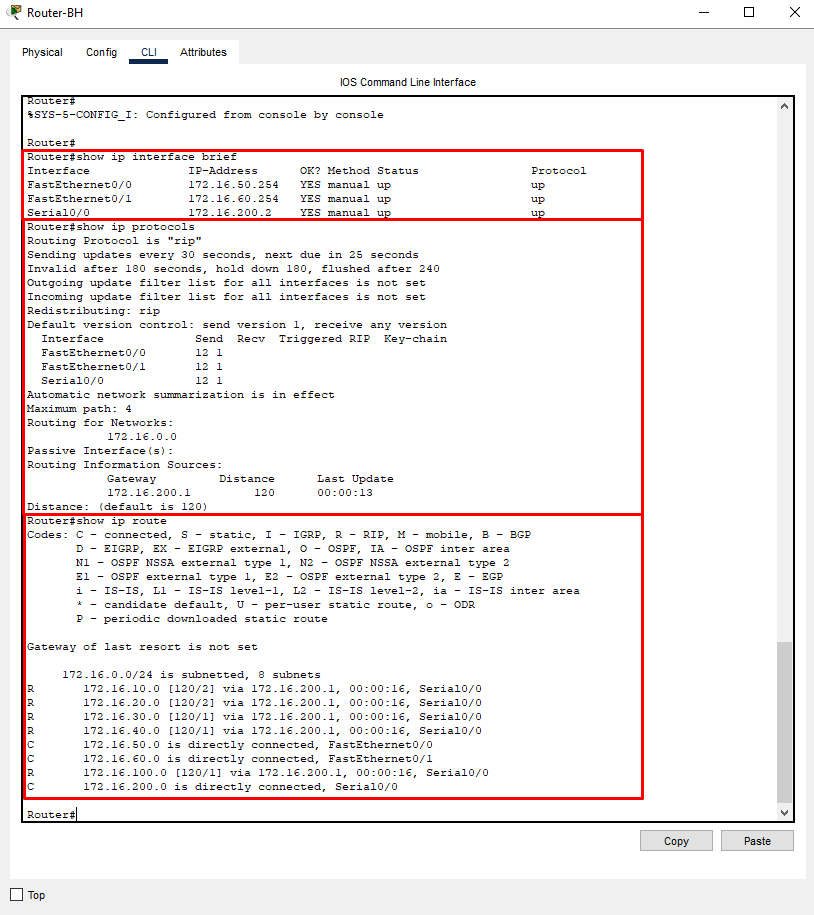 Router-BH
Physical Config CLI Attributes
IOS Command Line Interface
Router#
%SYS-5-CONFIG_I: Configured from console by console
Router#
Router#show ip interface brief
Interface              IP-Address      OK? Method Status                Protocol
FastEthernet0/0        172.16.50.254   YES manual up                    up
FastEthernet0/1        172.16.60.254   YES manual up                    up
Serial0/0              172.16.200.2    YES manual up                    up
Router#show ip protocols
Routing Protocol is "rip"
Sending updates every 30 seconds, next due in 25 seconds
Invalid after 180 seconds, hold down 180, flushed after 240
Outgoing update filter list for all interfaces is not set
Incoming update filter list for all interfaces is not set
Redistributing: rip
Default version control: send version 1, receive any version
  Interface             Send  Recv  Triggered RIP  Key-chain
  FastEthernet0/0       12 1
  FastEthernet0/1       12 1
  Serial0/0             12 1
Automatic network summarization is in effect
Maximum path: 4
Routing for Networks:
172.16.0.0
Passive Interface(s):
Routing Information Sources:
Gateway         Distance      Last Update
172.16.200.1         120      00:00:13
Distance: (default is 120)
Router#show ip route
Codes: C - connected, S - static, I - IGRP, R - RIP, M - mobile, B - BGP
D - EIGRP, EX - EIGRP external, O - OSPF, IA - OSPF inter area
N1 - OSPF NSSA external type 1, N2 - OSPF NSSA external type 2
E1 - OSPF external type 1, E2 - OSPF external type 2, E - EGP
i - IS-IS, L1 - IS-IS level-1, L2 - IS-IS level-2, ia - IS-IS inter area
* - candidate default, U - per-user static route, o - ODR
P - periodic downloaded static route
Gateway of last resort is not set
172.16.0.0/24 is subnetted, 8 subnets
R       172.16.10.0 [120/2] via 172.16.200.1, 00:00:16, Serial0/0
R       172.16.20.0 [120/2] via 172.16.200.1, 00:00:16, Serial0/0
R       172.16.30.0 [120/1] via 172.16.200.1, 00:00:16, Serial0/0
R       172.16.40.0 [120/1] via 172.16.200.1, 00:00:16, Serial0/0
C       172.16.50.0 is directly connected, FastEthernet0/0
C       172.16.60.0 is directly connected, FastEthernet0/1
R       172.16.100.0 [120/1] via 172.16.200.1, 00:00:16, Serial0/0
C       172.16.200.0 is directly connected, Serial0/0
Router#
Copy Paste
Top